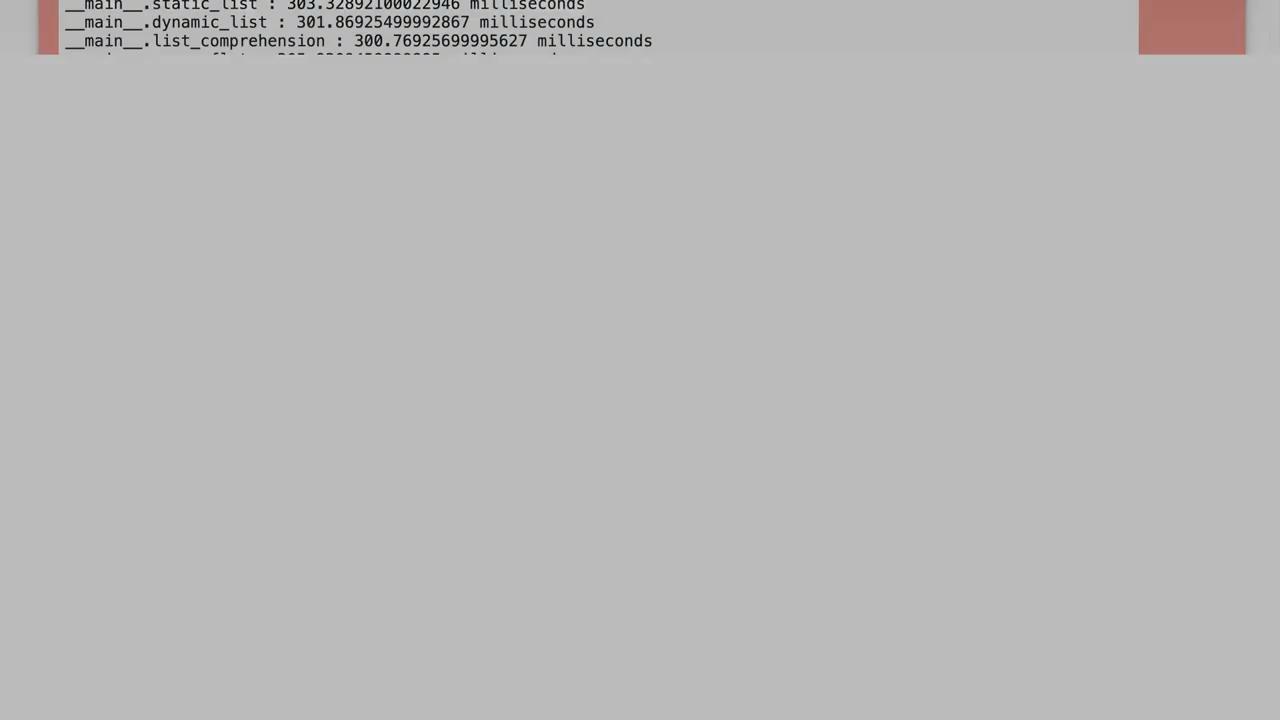 __main__.static_list : 303.32892100022946 milliseconds
__main__.dynamic_list : 301.86925499992867 milliseconds
__main__.list_comprehension : 300.76925699995627 milliseconds